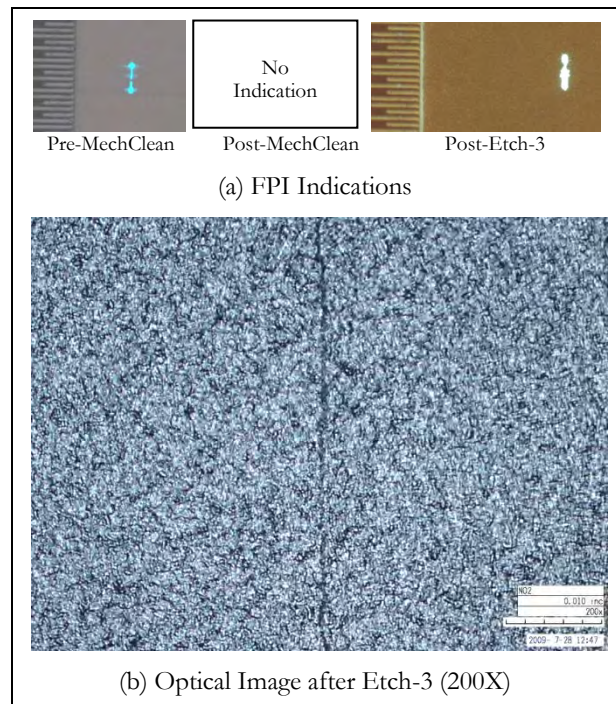 No
Indication
Pre-MechClean
Post-MechClean
Post-Etch-3
(a) FPI Indications
NO2
0.010 inc
200x
2009- 7-28 12:47
(b) Optical Image after Etch-3 (200X)